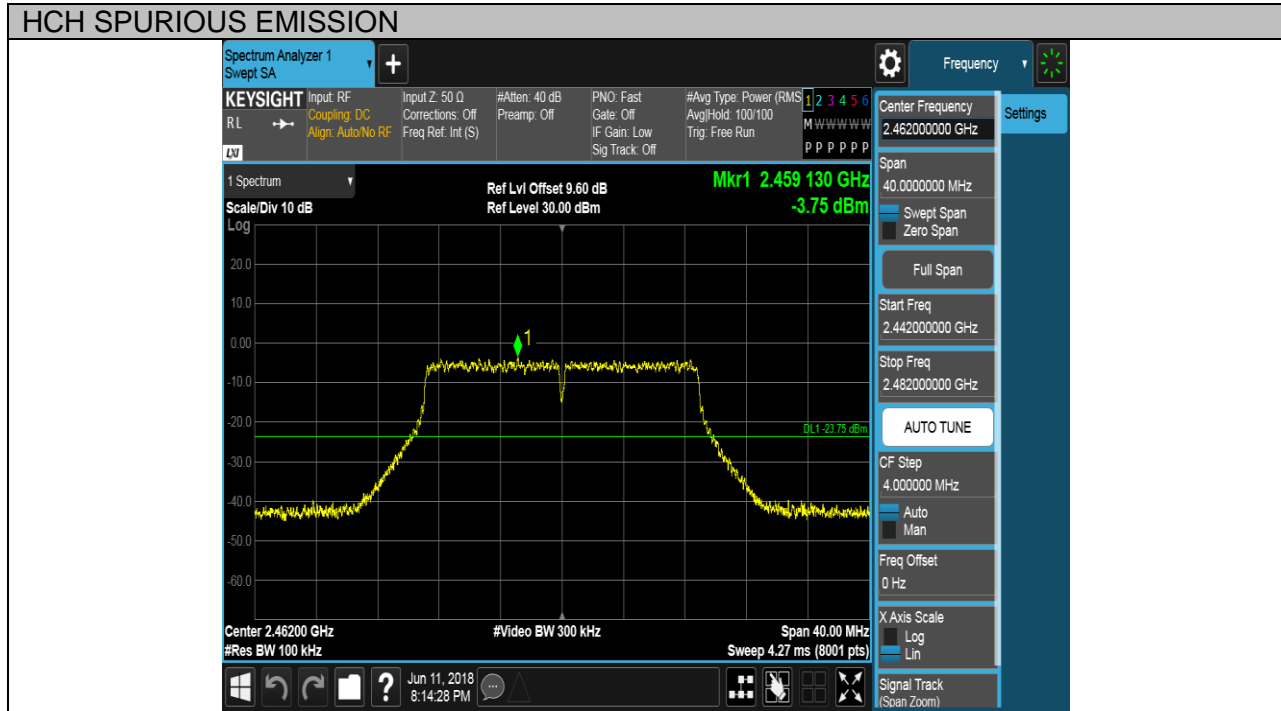 HCH SPURIOUS EMISSION
Spectrum Analyzer 1
Swept SA
Frequency
KEYSIGHT
RL
LXI
Input: RF
Coupling: DC
Align: Auto/No RF
Input Z: 50 Ω
Corrections: Off
Freq Ref: Int (S)
#Atten: 40 dB
Preamp: Off
PNO: Fast
Gate: Off
IF Gain: Low
Sig Track: Off
#Avg Type: Power (RMS
Avg|Hold: 100/100
Trig: Free Run
1 2 3 4 5 6
M W W W W W
P P P P P P
1 Spectrum
Scale/Div 10 dB
Log
Ref Lvl Offset 9.60 dB
Ref Level 30.00 dBm
Mkr1 2.459 130 GHz
-3.75 dBm
20.0
10.0
0.00
-10.0
-20.0
-30.0
-40.0
-50.0
-60.0
1
DL1 -23.75 dBm
Center 2.46200 GHz
#Res BW 100 kHz
#Video BW 300 kHz
Span 40.00 MHz
Sweep 4.27 ms (8001 pts)
Center Frequency
2.462000000 GHz
Settings
Span
40.0000000 MHz
Swept Span
Zero Span
Full Span
Start Freq
2.442000000 GHz
Stop Freq
2.482000000 GHz
AUTO TUNE
CF Step
4.000000 MHz
Auto
Man
Freq Offset
0 Hz
X Axis Scale
Log
Lin
Signal Track
(Span Zoom)
?
Jun 11, 2018
8:14:28 PM